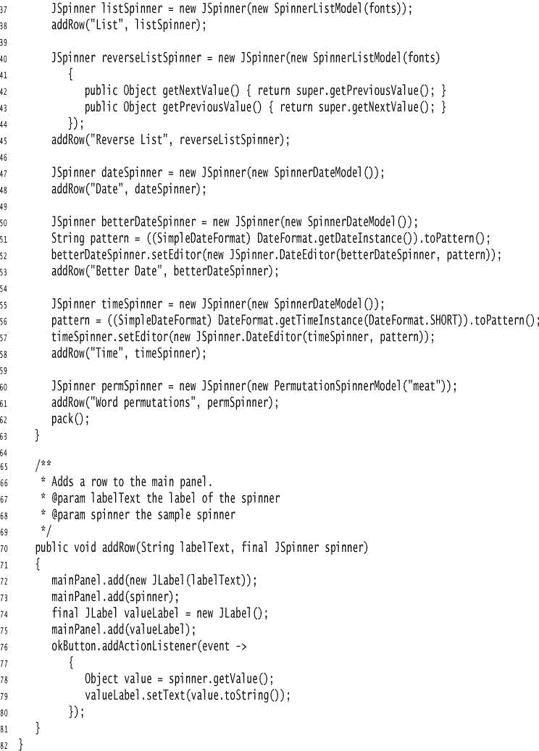 37 JSpinner listSpinner = new JSpinner(new SpinnerListModel(fonts));
38 addRow("List", listSpinner);
39
40 JSpinner reverseListSpinner = new JSpinner(new SpinnerListModel(fonts)
41 {
42 public Object getNextValue() { return super.getPreviousValue(); }
43 public Object getPreviousValue() { return super.getNextValue(); }
44 });
45 addRow("Reverse List", reverseListSpinner);
46
47 JSpinner dateSpinner = new JSpinner(new SpinnerDateModel());
48 addRow("Date", dateSpinner);
49
50 JSpinner betterDateSpinner = new JSpinner(new SpinnerDateModel());
51 String pattern = ((SimpleDateFormat) DateFormat.getDateInstance()).toPattern();
52 betterDateSpinner.setEditor(new JSpinner.DateEditor(betterDateSpinner, pattern));
53 addRow("Better Date", betterDateSpinner);
54
55 JSpinner timeSpinner = new JSpinner(new SpinnerDateModel());
56 pattern = ((SimpleDateFormat) DateFormat.getTimeInstance(DateFormat.SHORT)).toPattern();
57 timeSpinner.setEditor(new JSpinner.DateEditor(timeSpinner, pattern));
58 addRow("Time", timeSpinner);
59
60 JSpinner permSpinner = new JSpinner(new PermutationSpinnerModel("meat"));
61 addRow("Word permutations", permSpinner);
62 pack();
63 }
64
65 /**
66 * Adds a row to the main panel.
67 * @param labelText the label of the spinner
68 * @param spinner the sample spinner
69 */
70 public void addRow(String labelText, final JSpinner spinner)
71 {
72 mainPanel.add(new JLabel(labelText));
73 mainPanel.add(spinner);
74 final JLabel valueLabel = new JLabel();
75 mainPanel.add(valueLabel);
76 okButton.addActionListener(event ->
77 {
78 Object value = spinner.getValue();
79 valueLabel.setText(value.toString());
80 });
81 }
82 }